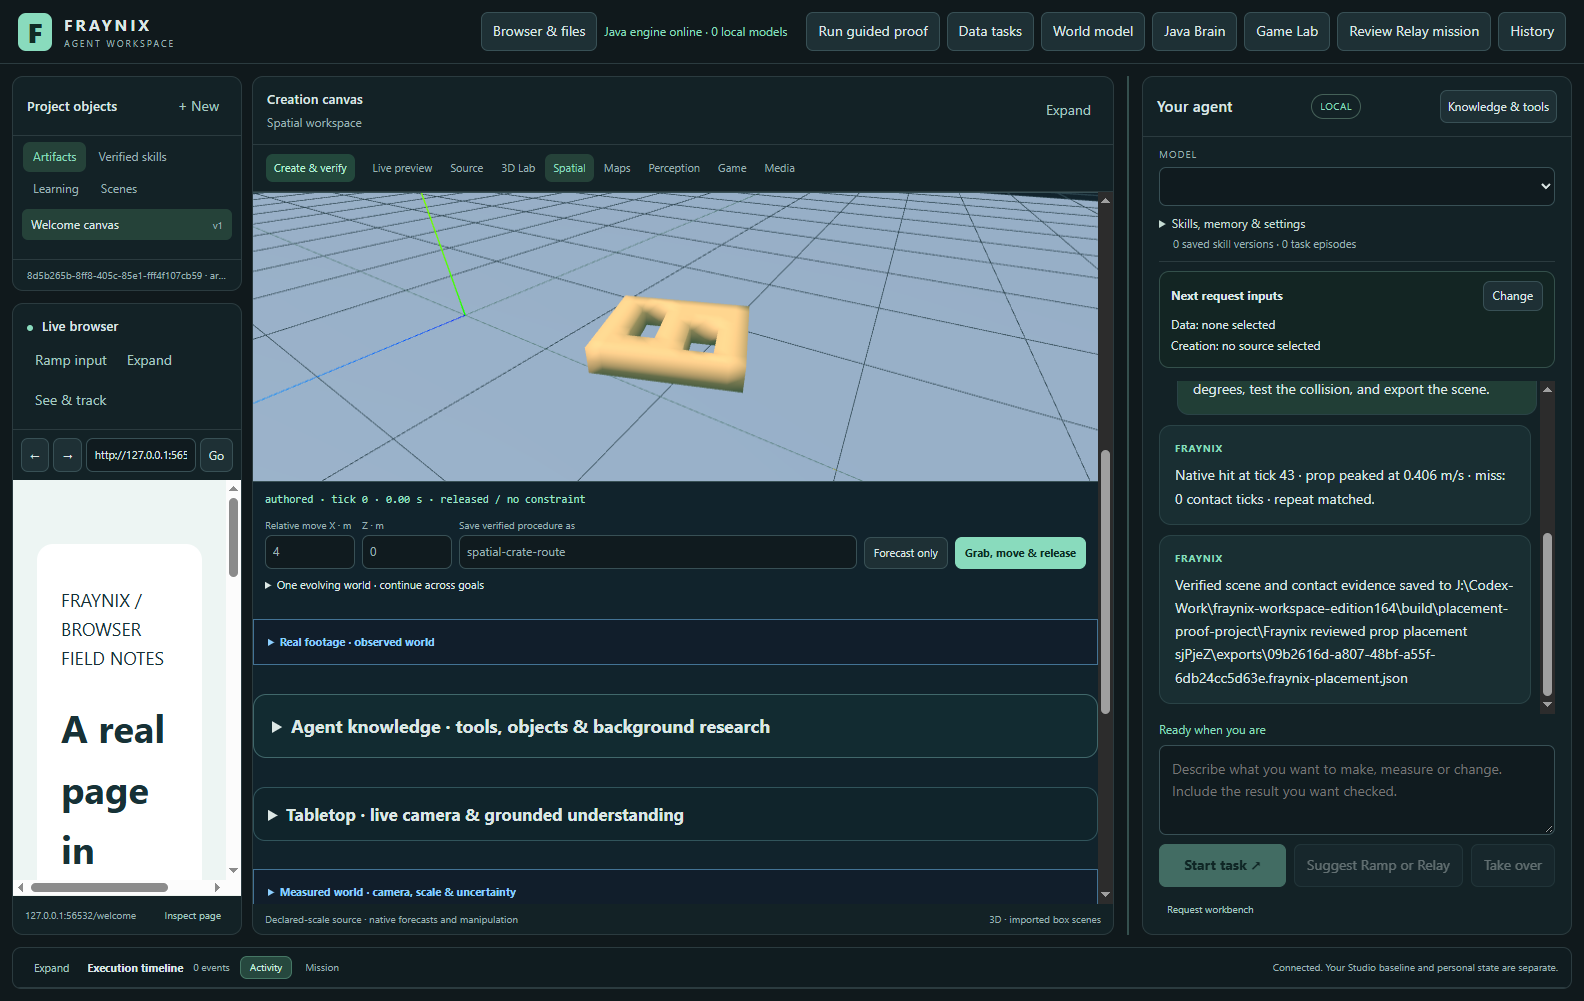 F
FRAYNIX
AGENT WORKSPACE
Browser & files
Java engine online · 0 local models
Run guided proof
Data tasks
World model
Java Brain
Game Lab
Review Relay mission
History
Project objects
+ New
Artifacts
Verified skills
Learning
Scenes
Welcome canvas
v1
8d5b265b-8ff8-405c-85e1-fff4f107cb59 · ar...
Live browser
Ramp input
Expand
See & track
←
→
http://127.0.0.1:565
Go
FRAYNIX /
BROWSER
FIELD NOTES
A real
page
in
127.0.0.1:56532/welcome
Inspect page
Creation canvas
Spatial workspace
Expand
Create & verify
Live preview
Source
3D Lab
Spatial
Maps
Perception
Game
Media
authored · tick 0 · 0.00 s · released / no constraint
Relative move X · m
Z · m
Save verified procedure as
4
0
spatial-crate-route
Forecast only
Grab, move & release
One evolving world · continue across goals
Real footage · observed world
Agent knowledge · tools, objects & background research
Tabletop · live camera & grounded understanding
Measured world · camera, scale & uncertainty
Declared-scale source · native forecasts and manipulation
3D · imported box scenes
Your agent
LOCAL
Knowledge & tools
MODEL
Skills, memory & settings
0 saved skill versions · 0 task episodes
Next request inputs
Change
Data: none selected
Creation: no source selected
degrees, test the collision, and export the scene.
FRAYNIX
Native hit at tick 43 · prop peaked at 0.406 m/s · miss:
0 contact ticks · repeat matched.
FRAYNIX
Verified scene and contact evidence saved to J:\Codex-
Work\fraynix-workspace-edition164\build\placement-
proof-project\Fraynix reviewed prop placement
sjPjeZ\exports\09b2616d-a807-48bf-a55f-
6db24cc5d63e.fraynix-placement.json
Ready when you are
Describe what you want to make, measure or change.
Include the result you want checked.
Start task ↗
Suggest Ramp or Relay
Take over
Request workbench
Expand
Execution timeline
0 events
Activity
Mission
Connected. Your Studio baseline and personal state are separate.